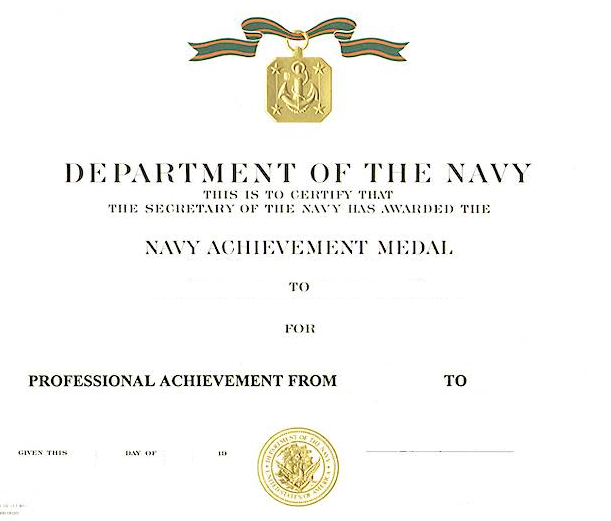 DEPARTMENT OF THE NAVY
THIS IS TO CERTIFY THAT
THE SECRETARY OF THE NAVY HAS AWARDED THE
NAVY ACHIEVEMENT MEDAL
TO
FOR
PROFESSIONAL ACHIEVEMENT FROM TO
GIVEN THIS DAY OF 19
DEPARTMENT OF THE NAVY
UNITED STATES OF AMERICA